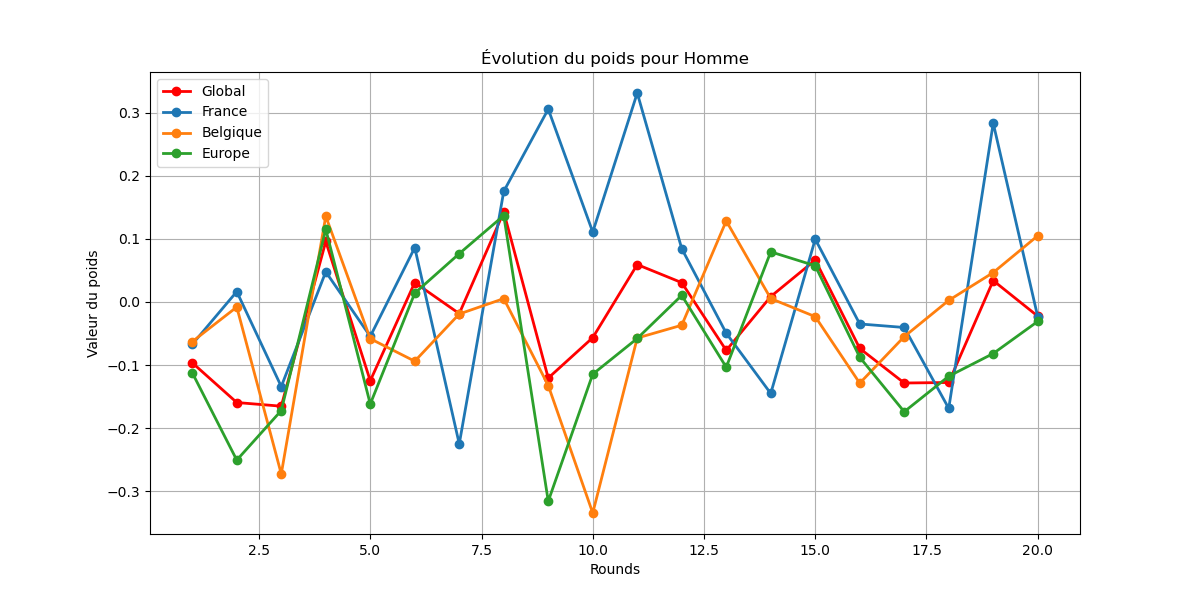 Évolution du poids pour Homme
Global
France
Belgique
Europe
Valeur du poids
0.3
0.2
0.1
0.0
−0.1
−0.2
−0.3
2.5
5.0
7.5
10.0
12.5
15.0
17.5
20.0
Rounds